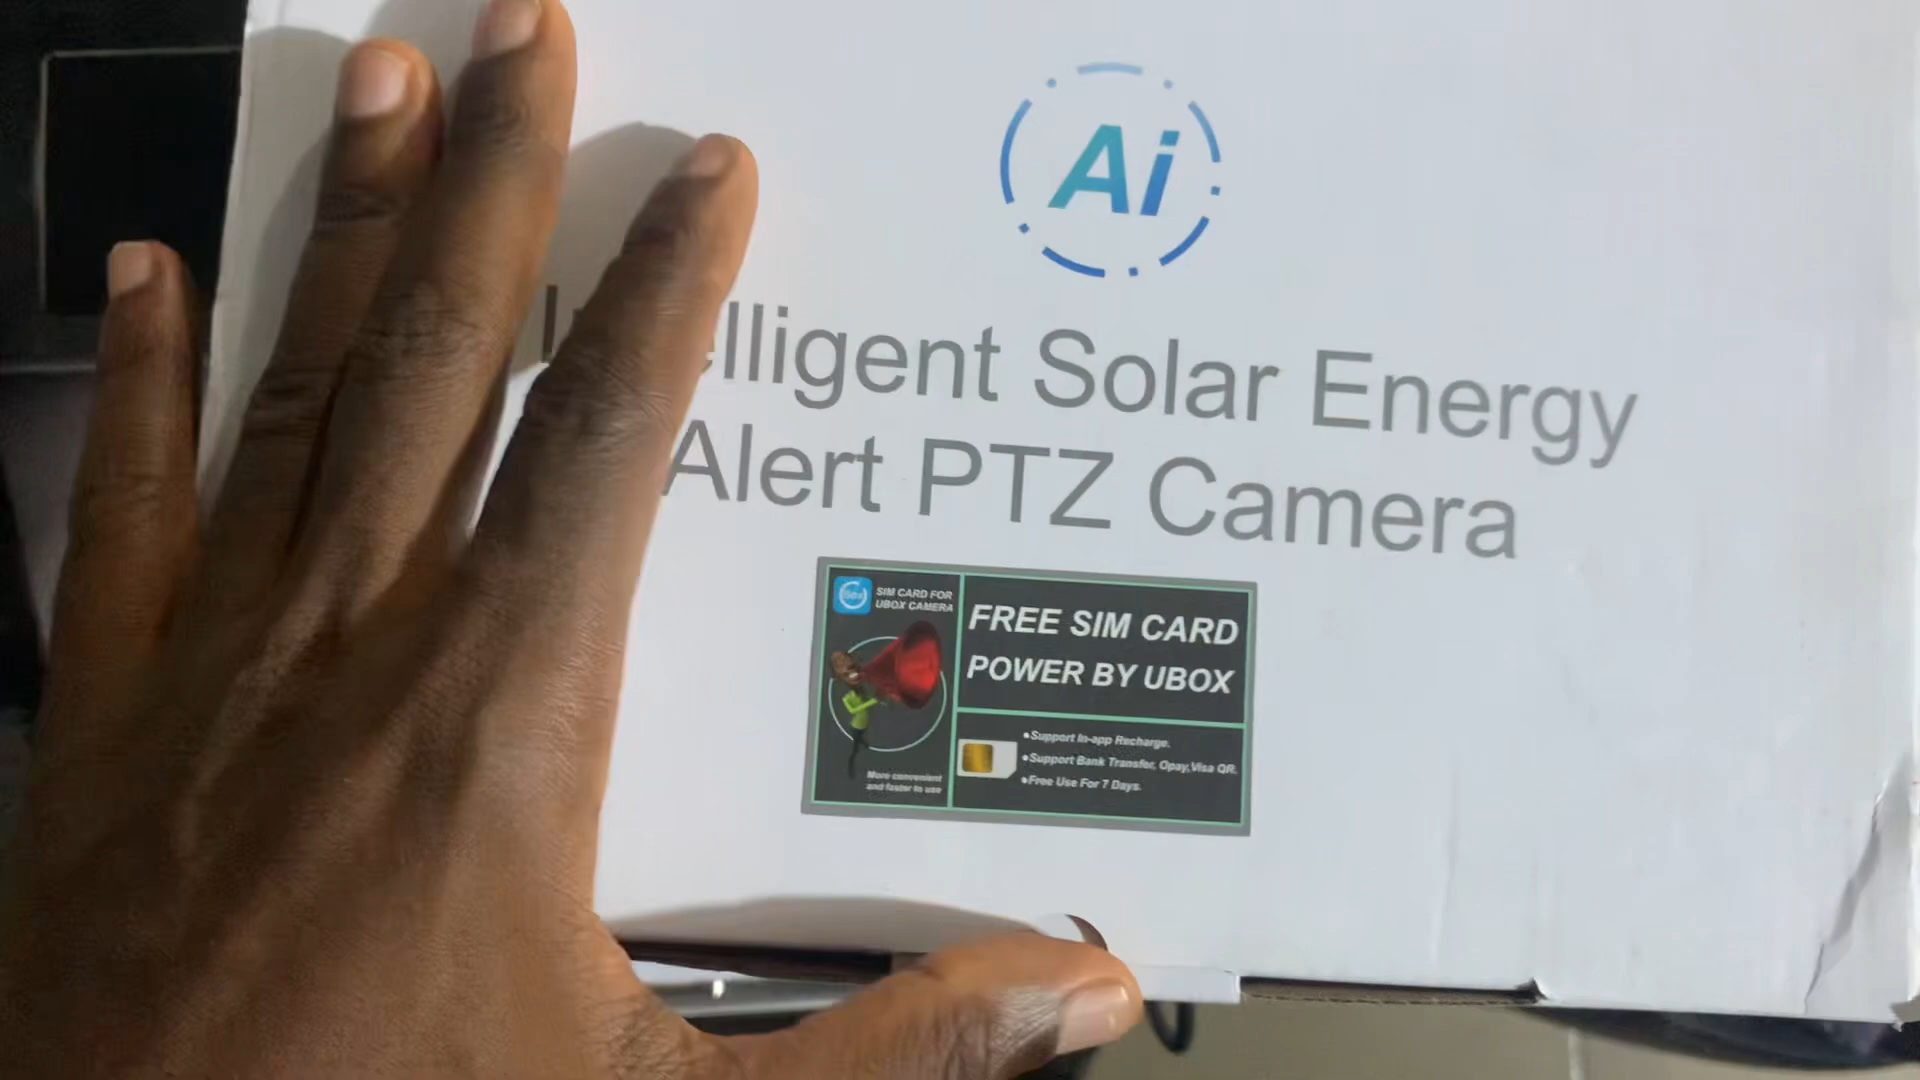 Ai
Intelligent Solar Energy
Alert PTZ Camera
SIM CARD FOR
UBOX CAMERA
FREE SIM CARD
POWER BY UBOX
•Support In-app Recharge.
•Support Bank Transfer, Opay,Visa QR.
•Free Use For 7 Days.
More convenient
and faster to use